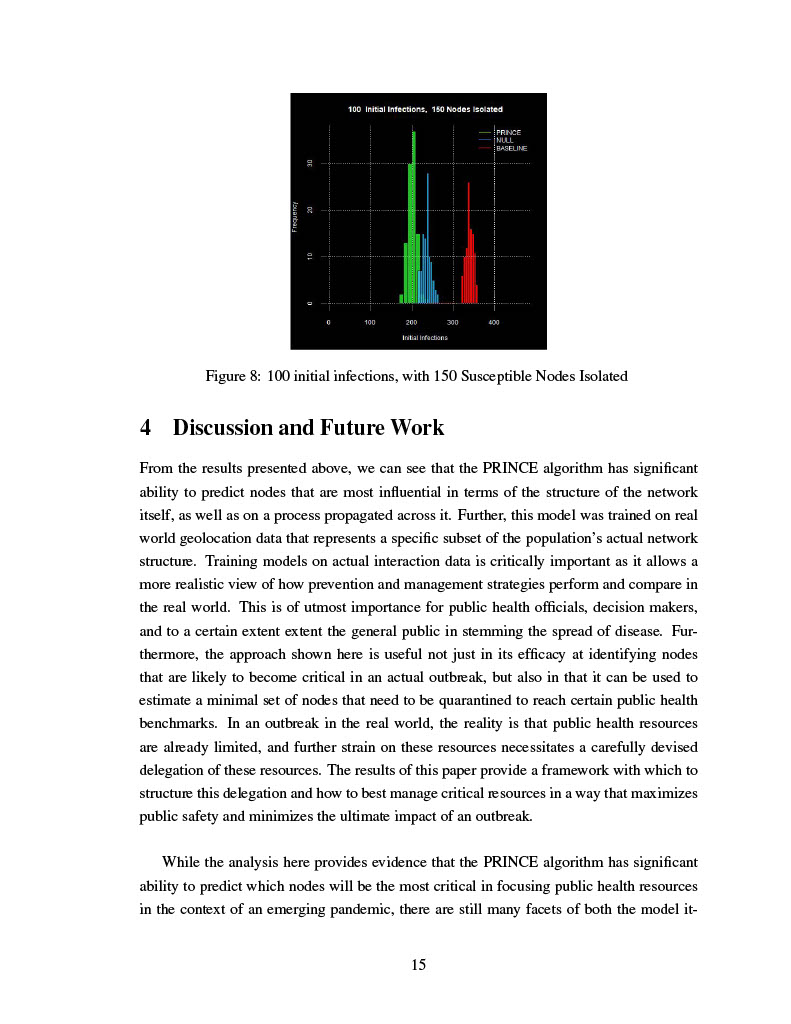 100 Initial Infections, 150 Nodes Isolated
PRINCE
NULL
BASELINE
30
20
10
0
Frequency
0 100 200 300 400
Initial Infections
Figure 8: 100 initial infections, with 150 Susceptible Nodes Isolated
4 Discussion and Future Work
From the results presented above, we can see that the PRINCE algorithm has significant
ability to predict nodes that are most influential in terms of the structure of the network
itself, as well as on a process propagated across it. Further, this model was trained on real
world geolocation data that represents a specific subset of the population's actual network
structure. Training models on actual interaction data is critically important as it allows a
more realistic view of how prevention and management strategies perform and compare in
the real world. This is of utmost importance for public health officials, decision makers,
and to a certain extent extent the general public in stemming the spread of disease. Fur-
thermore, the approach shown here is useful not just in its efficacy at identifying nodes
that are likely to become critical in an actual outbreak, but also in that it can be used to
estimate a minimal set of nodes that need to be quarantined to reach certain public health
benchmarks. In an outbreak in the real world, the reality is that public health resources
are already limited, and further strain on these resources necessitates a carefully devised
delegation of these resources. The results of this paper provide a framework with which to
structure this delegation and how to best manage critical resources in a way that maximizes
public safety and minimizes the ultimate impact of an outbreak.
While the analysis here provides evidence that the PRINCE algorithm has significant
ability to predict which nodes will be the most critical in focusing public health resources
in the context of an emerging pandemic, there are still many facets of both the model it-
15